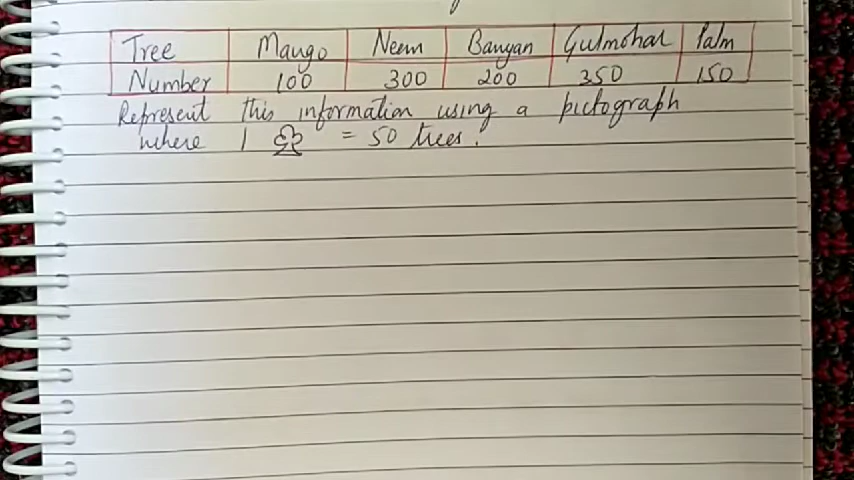 Tree Mango Neem Banyan Gulmohar Palm
Number 100 300 200 350 150
Represent this information using a pictograph
where 1 = 50 trees.